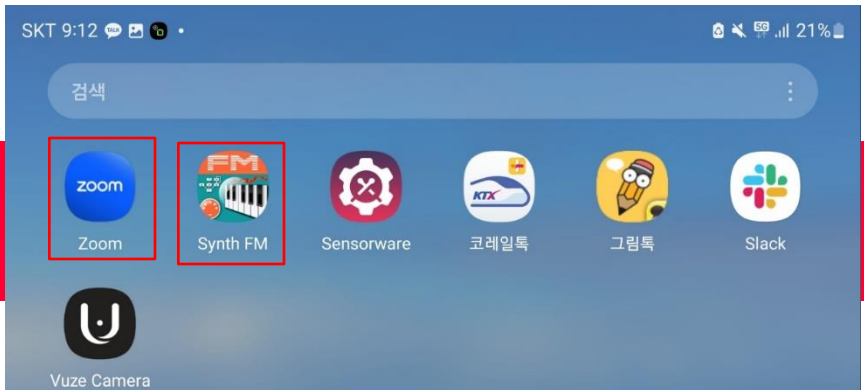 SKT 9:12
5G 21%
검색
zoom FM KTX
Zoom Synth FM Sensorware 코레일톡 그림톡 Slack
Vuze Camera